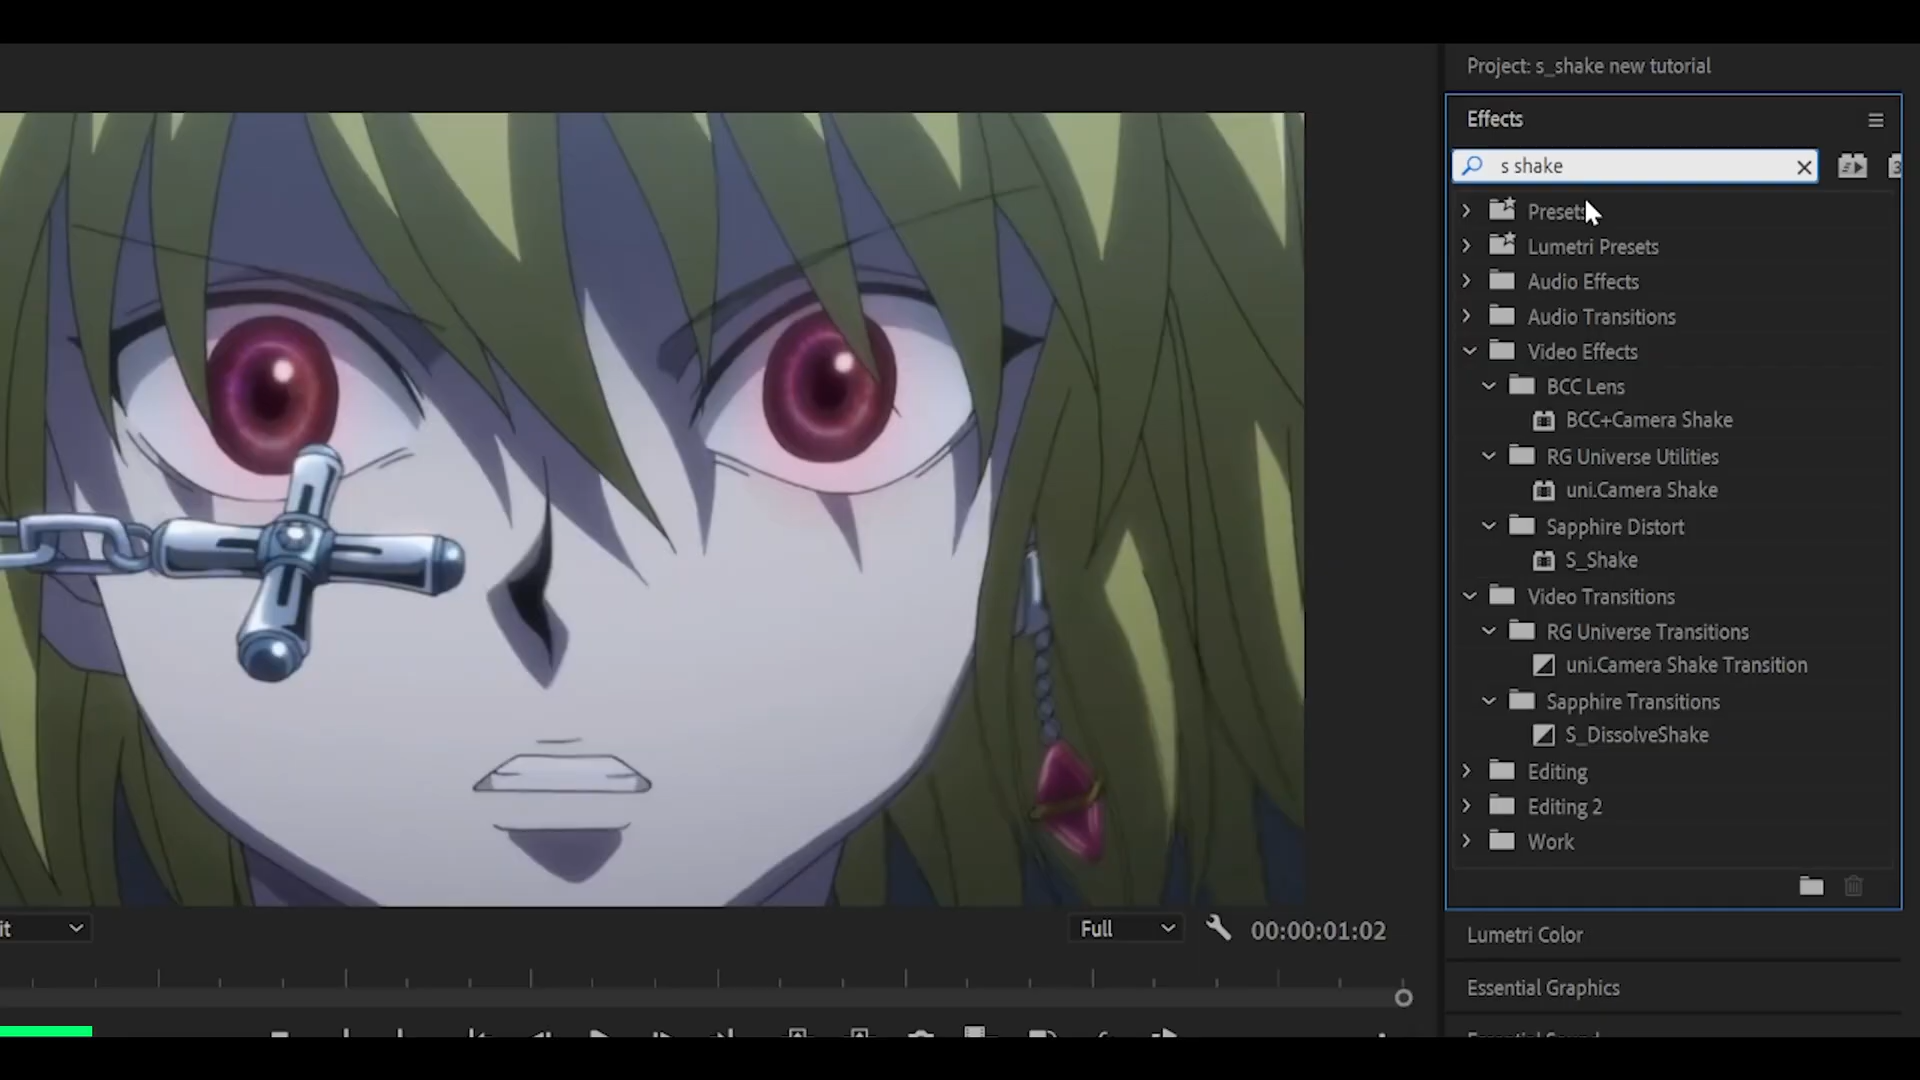 Project: s_shake new tutorial
Effects
s shake
Presets
Lumetri Presets
Audio Effects
Audio Transitions
Video Effects
BCC Lens
BCC+Camera Shake
RG Universe Utilities
uni.Camera Shake
Sapphire Distort
S_Shake
Video Transitions
RG Universe Transitions
uni.Camera Shake Transition
Sapphire Transitions
S_DissolveShake
Editing
Editing 2
Work
Full
00:00:01:02
Lumetri Color
Essential Graphics